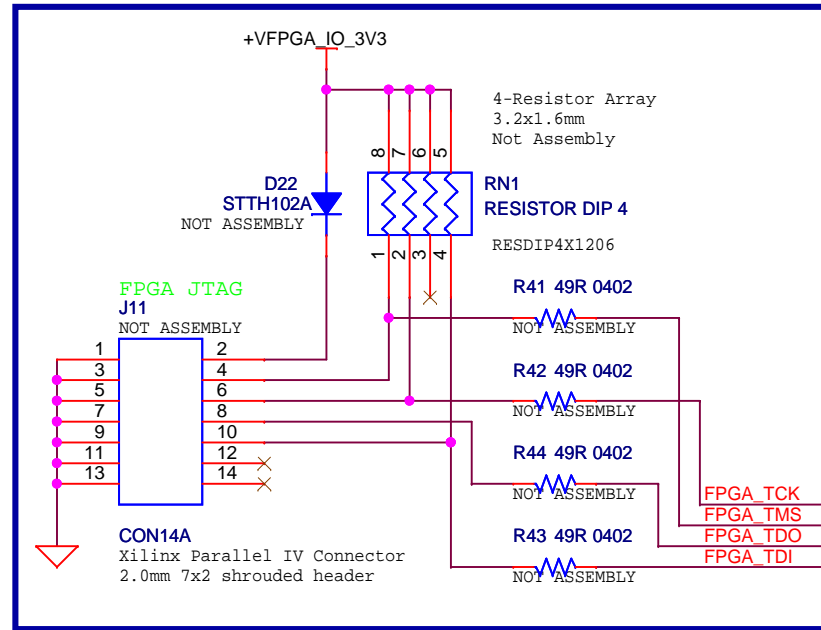 +VFPGA_IO_3V3
4-Resistor Array
3.2x1.6mm
Not Assembly
8
7
6
5
D22
STTH102A
NOT ASSEMBLY
RN1
RESISTOR DIP 4
RESDIP4X1206
1
2
3
4
FPGA JTAG
J11
NOT ASSEMBLY
R41 49R 0402
NOT ASSEMBLY
1 2
3 4
5 6
7 8
9 10
11 12
13 14
R42 49R 0402
NOT ASSEMBLY
R44 49R 0402
NOT ASSEMBLY
FPGA_TCK
FPGA_TMS
FPGA_TDO
FPGA_TDI
R43 49R 0402
NOT ASSEMBLY
CON14A
Xilinx Parallel IV Connector
2.0mm 7x2 shrouded header